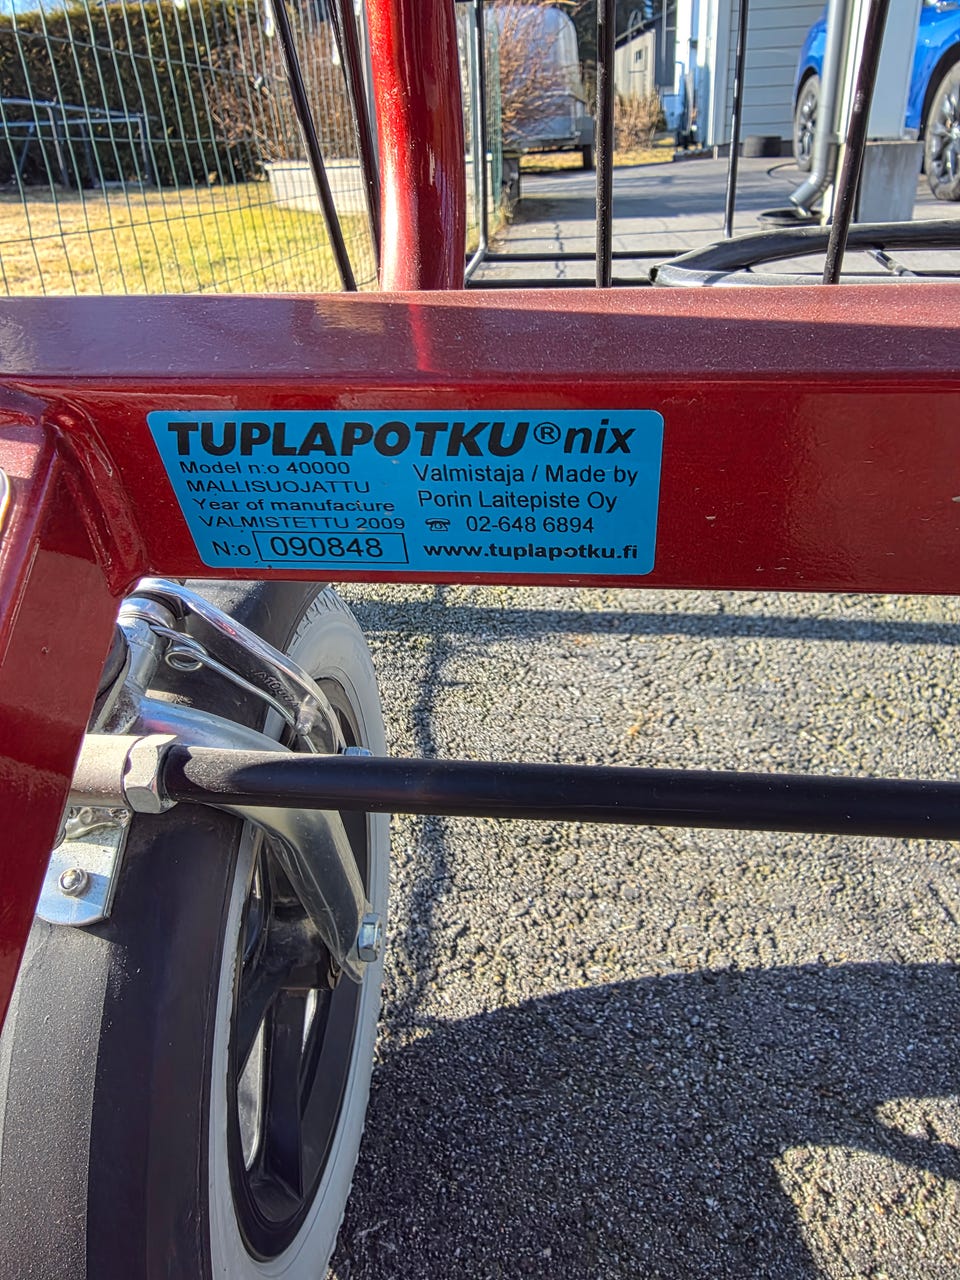 TUPLAPOTKU®nix
Model n:o 40000
MALLISUOJATTU
Year of manufaciure
VALMISTETTU 2009
N:o 090848
Valmistaja / Made by
Porin Laitepiste Oy
☎ 02-648 6894
www.tuplapotku.fi